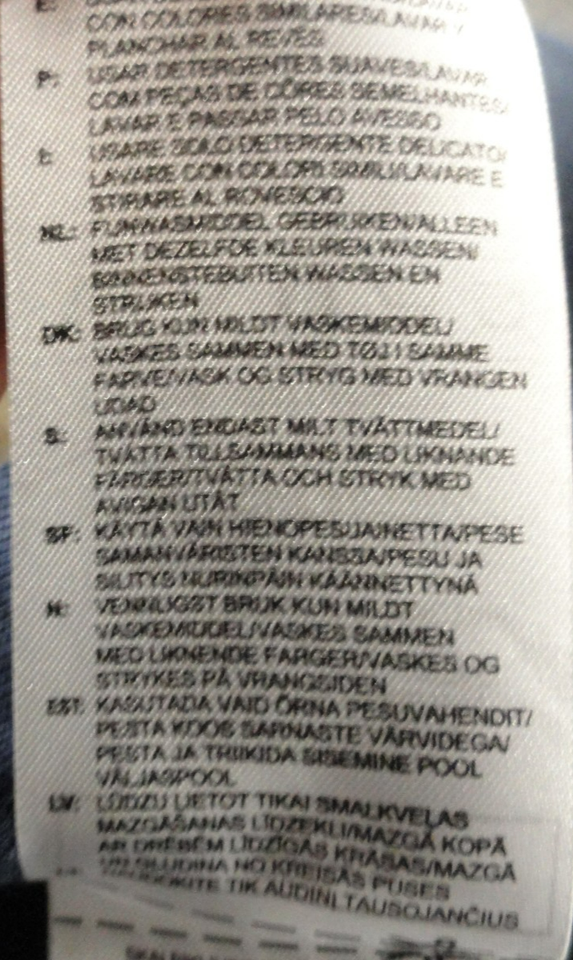 E:
CON COLORES SIMILARES/LAVAR Y
PLANCHAR AL REVES
P: USAR DETERGENTES SUAVES/LAVAR
COM PEÇAS DE CÔRES SEMELHANTES/
LAVAR E PASSAR PELO AVESSO
I: USARE SOLO DETERGENTE DELICATO/
LAVARE CON COLORI SIMILI/LAVARE E
STIRARE AL ROVESCIO
NL: FIJNWASMIDDEL GEBRUIKEN/ALLEEN
MET DEZELFDE KLEUREN WASSEN/
BINNENSTEBUITEN WASSEN EN
STRIJKEN
DK: BRUG KUN MILDT VASKEMIDDEL/
VASKES SAMMEN MED TØJ I SAMME
FARVE/VASK OG STRYG MED VRANGEN
UDAD
S: ANVÄND ENDAST MILT TVÄTTMEDEL/
TVÄTTA TILLSAMMANS MED LIKNANDE
FÄRGER/TVÄTTA OCH STRYK MED
AVIGAN UTÅT
SF: KÄYTÄ VAIN HIENOPESUAINETTA/PESE
SAMANVÄRISTEN KANSSA/PESU JA
SILITYS NURINPÄIN KÄÄNNETTYNÄ
N: VENNLIGST BRUK KUN MILDT
VASKEMIDDEL/VASKES SAMMEN
MED LIKNENDE FARGER/VASKES OG
STRYKES PÅ VRANGSIDEN
EST: KASUTADA VAID ÕRNA PESUVAHENDIT/
PESTA KOOS SARNASTE VÄRVIDEGA/
PESTA JA TRIIKIDA SISEMINE POOL
VÄLJASPOOL
LV: LŪDZU LIETOT TIKAI SMALKVEĻAS
MAZGĀŠANAS LĪDZEKLI/MAZGĀ KOPĀ
AR DRĒBĒM LĪDZĪGĀS KRĀSĀS/MAZGĀ
UN GLUDINA NO KREISĀS PUSES
TIK AUDINĮ TAUSOJANČIUS